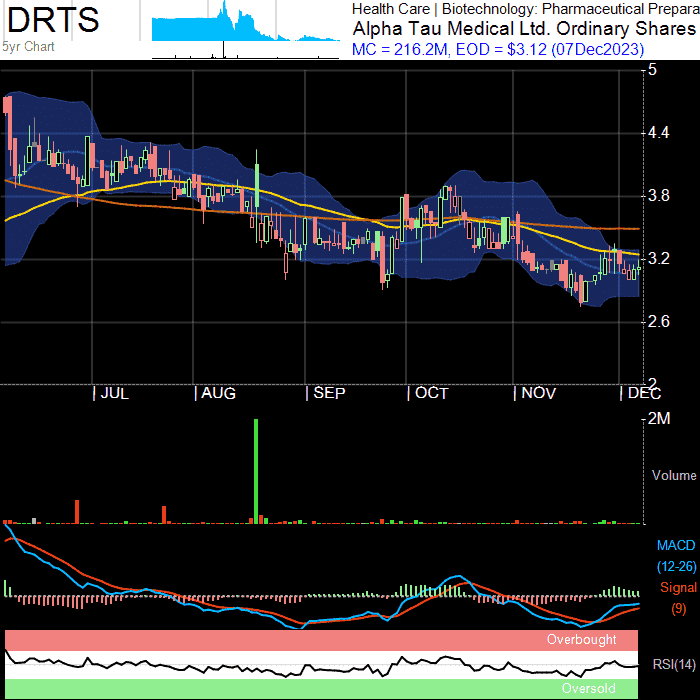 DRTS
5yr Chart
Health Care | Biotechnology: Pharmaceutical Prepara
Alpha Tau Medical Ltd. Ordinary Shares
MC = 216.2M, EOD = $3.12 (07Dec2023)
5
4.4
3.8
3.2
2.6
2
| JUL | AUG | SEP | OCT | NOV | DEC
2M
Volume
MACD
(12-26)
Signal
(9)
Overbought
RSI(14)
Oversold